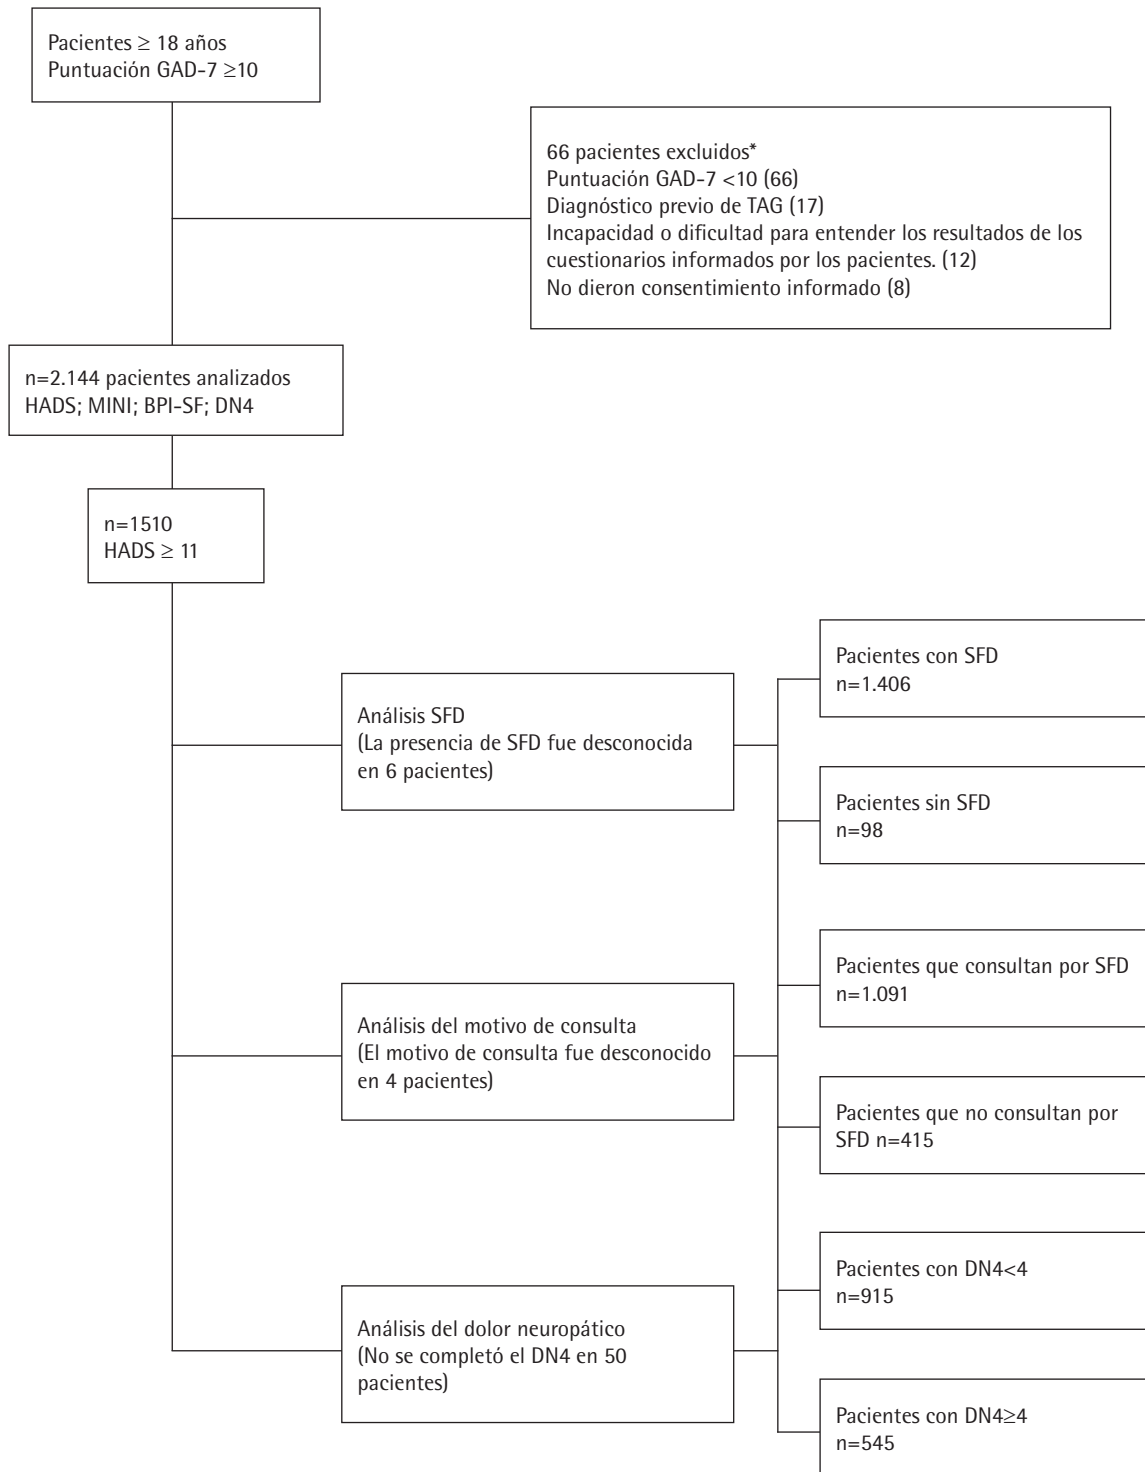 Pacientes ≥ 18 años
Puntuación GAD-7 ≥10
66 pacientes excluidos*
Puntuación GAD-7 <10 (66)
Diagnóstico previo de TAG (17)
Incapacidad o dificultad para entender los resultados de los
cuestionarios informados por los pacientes. (12)
No dieron consentimiento informado (8)
n=2.144 pacientes analizados
HADS; MINI; BPI-SF; DN4
n=1510
HADS ≥ 11
Análisis SFD
(La presencia de SFD fue desconocida
en 6 pacientes)
Pacientes con SFD
n=1.406
Pacientes sin SFD
n=98
Análisis del motivo de consulta
(El motivo de consulta fue desconocido
en 4 pacientes)
Pacientes que consultan por SFD
n=1.091
Pacientes que no consultan por
SFD n=415
Análisis del dolor neuropático
(No se completó el DN4 en 50
pacientes)
Pacientes con DN4<4
n=915
Pacientes con DN4≥4
n=545